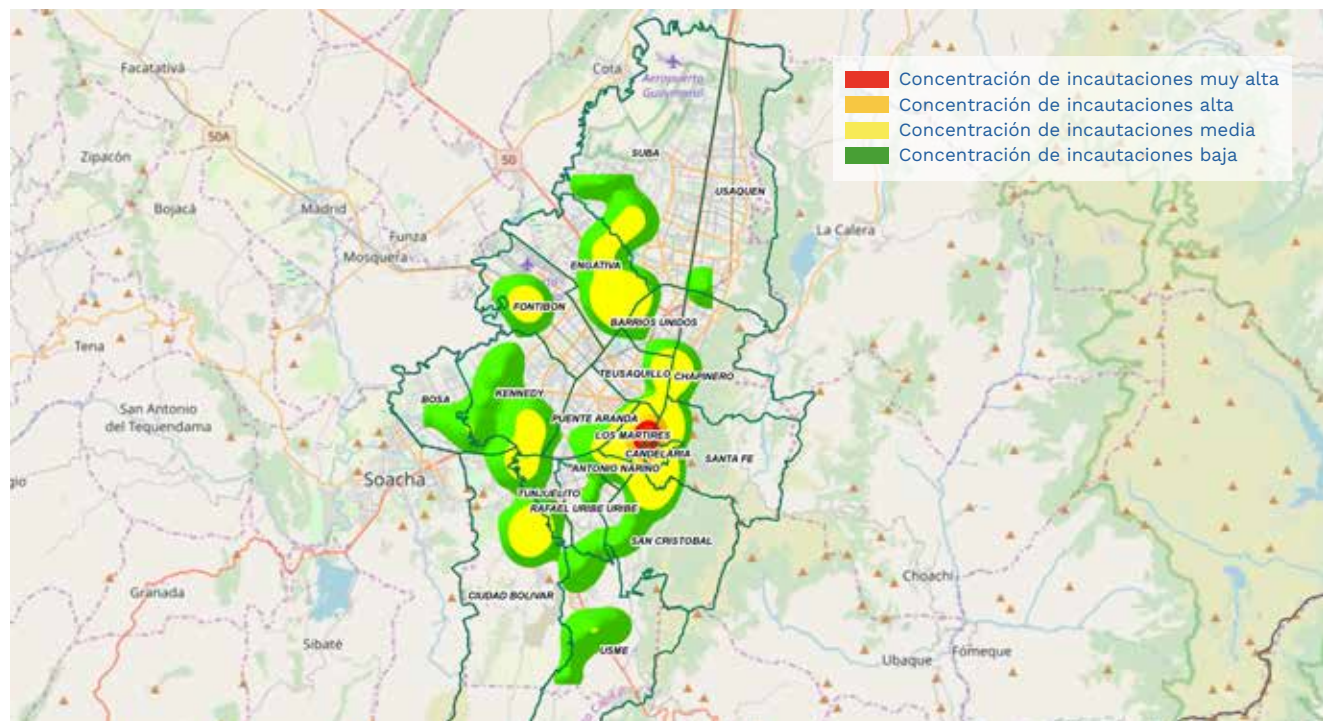 Concentración de incautaciones muy alta
Concentración de incautaciones alta
Concentración de incautaciones media
Concentración de incautaciones baja
Facatativá
Cota
Aeropuerto
Guaymaral
50A
Zipacón
50
SUBA
USAQUEN
Bojacá
Madrid
Funza
La Calera
Mosquera
ENGATIVA
FONTIBON
BARRIOS UNIDOS
Tena
TEUSAQUILLO
CHAPINERO
KENNEDY
BOSA
San Antonio
del Tequendama
PUENTE ARANDA
LOS MARTIRES
CANDELARIA
SANTA FE
ANTONIO NARIÑO
Soacha
gio
TUNJUELITO
RAFAEL URIBE URIBE
SAN CRISTOBAL
Choachí
Granada
CIUDAD BOLIVAR
Sibaté
USME
Ubaque
Fómeque